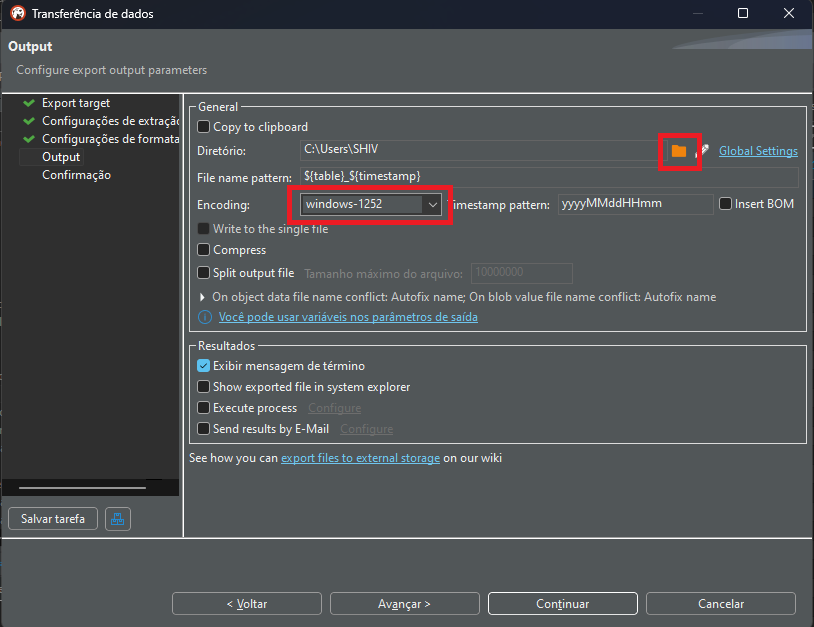 Transferência de dados
Output
Configure export output parameters
Export target
Configurações de extração
Configurações de formata
Output
Confirmação
General
Copy to clipboard
Diretório: C:\Users\SHIV Global Settings
File name pattern: ${table}_${timestamp}
Encoding: windows-1252 Timestamp pattern: yyyyMMddHHmm Insert BOM
Write to the single file
Compress
Split output file Tamanho máximo do arquivo: 10000000
On object data file name conflict: Autofix name; On blob value file name conflict: Autofix name
Você pode usar variáveis nos parâmetros de saída
Resultados
Exibir mensagem de término
Show exported file in system explorer
Execute process Configure
Send results by E-Mail Configure
See how you can export files to external storage on our wiki
Salvar tarefa
< Voltar Avançar > Continuar Cancelar